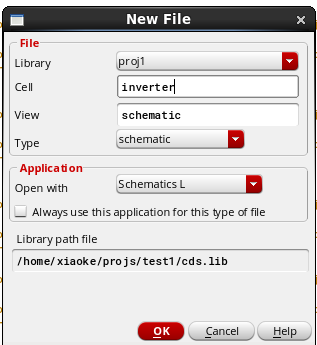 New File
File
Library proj1
Cell inverter
View schematic
Type schematic
Application
Open with Schematics L
Always use this application for this type of file
Library path file
/home/xiaoke/projs/test1/cds.lib
OK Cancel Help